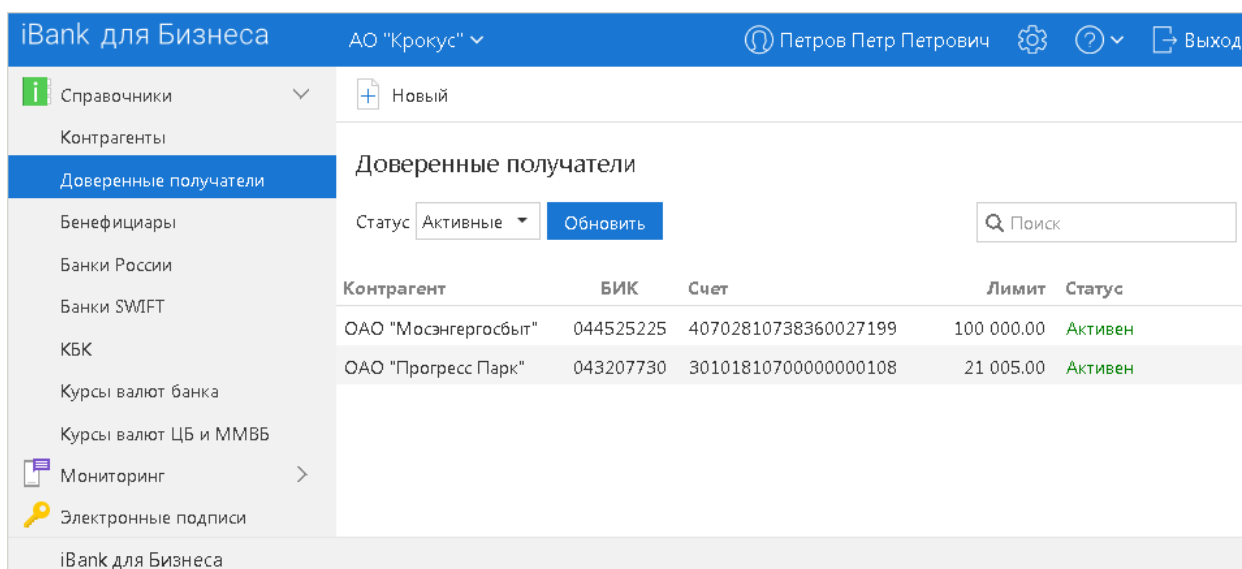 iBank для Бизнеса
АО "Крокус"
Петров Петр Петрович
Выход
Справочники
Контрагенты
Доверенные получатели
Бенефициары
Банки России
Банки SWIFT
КБК
Курсы валют банка
Курсы валют ЦБ и ММВБ
Мониторинг
Электронные подписи
Новый
Доверенные получатели
Статус Активные Обновить Поиск
Контрагент БИК Счет Лимит Статус
ОАО "Мосэнгергосбыт" 044525225 40702810738360027199 100 000.00 Активен
ОАО "Прогресс Парк" 043207730 30101810700000000108 21 005.00 Активен
iBank для Бизнеса